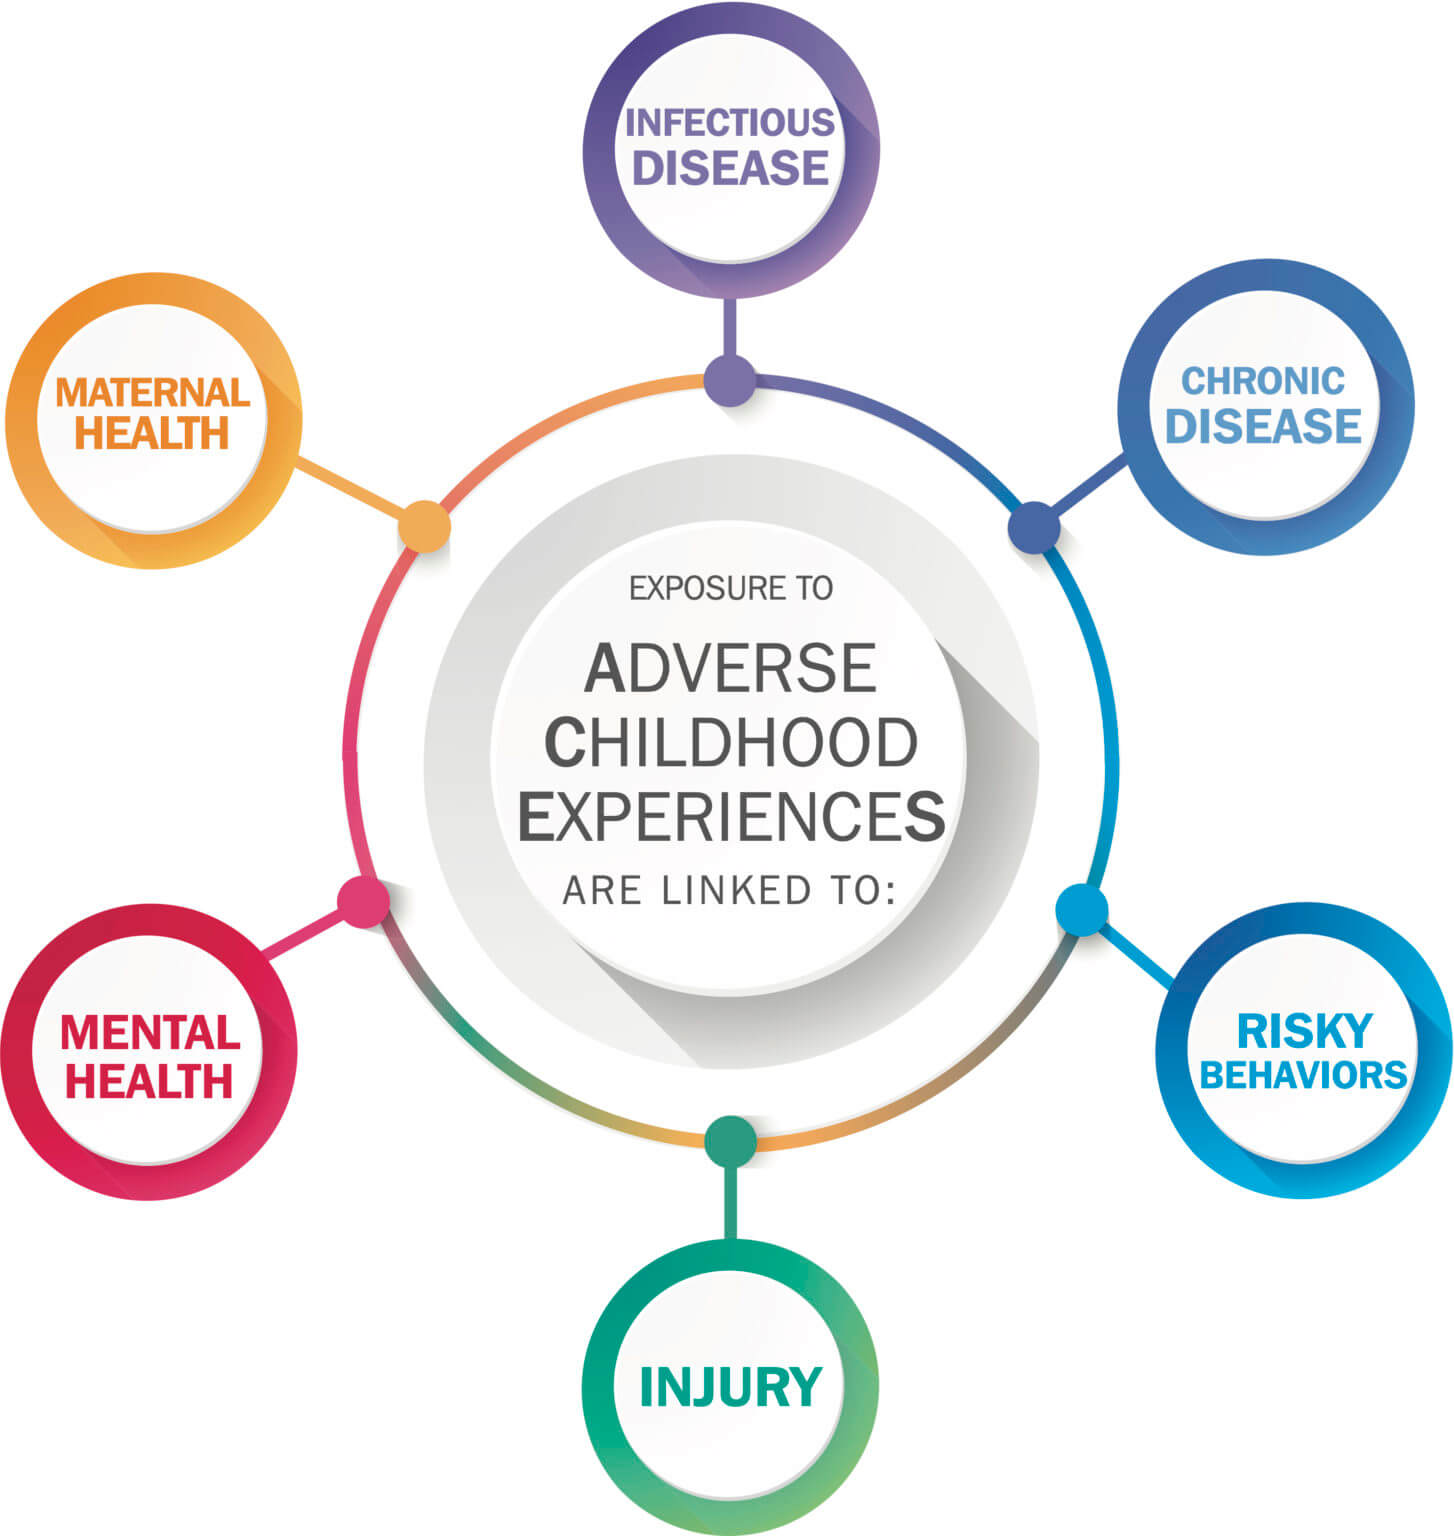 INFECTIOUS
DISEASE
CHRONIC
DISEASE
MATERNAL
HEALTH
EXPOSURE TO
ADVERSE
CHILDHOOD
EXPERIENCES
ARE LINKED TO:
MENTAL
HEALTH
RISKY
BEHAVIORS
INJURY